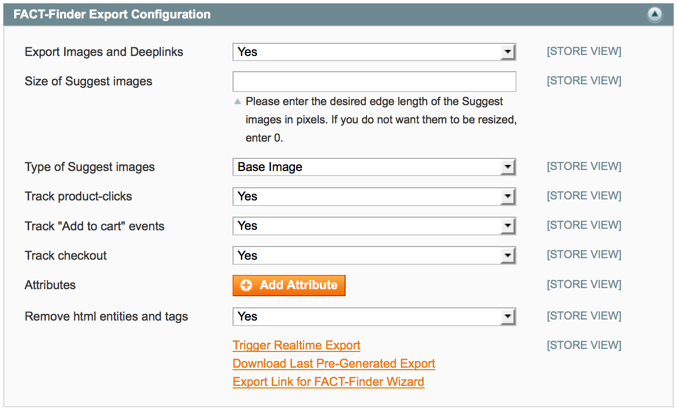 FACT-Finder Export Configuration
Export Images and Deeplinks Yes [STORE VIEW]
Size of Suggest images [STORE VIEW]
Please enter the desired edge length of the Suggest
images in pixels. If you do not want them to be resized,
enter 0.
Type of Suggest images Base Image [STORE VIEW]
Track product-clicks Yes [STORE VIEW]
Track "Add to cart" events Yes [STORE VIEW]
Track checkout Yes [STORE VIEW]
Attributes Add Attribute [STORE VIEW]
Remove html entities and tags Yes [STORE VIEW]
Trigger Realtime Export [STORE VIEW]
Download Last Pre-Generated Export
Export Link for FACT-Finder Wizard